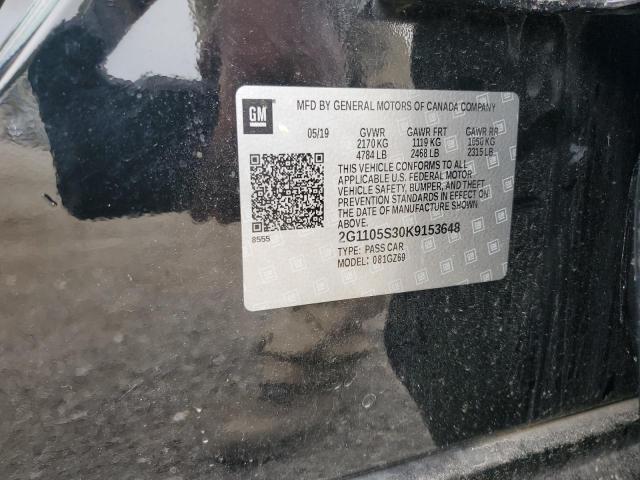 GM
MFD BY GENERAL MOTORS OF CANADA COMPANY
05/19 GVWR GAWR FRT GAWR RR
2170 KG 1119 KG 1050 KG
4784 LB 2468 LB 2315 LB
THIS VEHICLE CONFORMS TO ALL
APPLICABLE U.S. FEDERAL MOTOR
VEHICLE SAFETY, BUMPER, AND THEFT
PREVENTION STANDARDS IN EFFECT ON
THE DATE OF MANUFACTURE SHOWN
ABOVE.
8555
2G1105S30K9153648
TYPE: PASS CAR
MODEL: 081GZ69